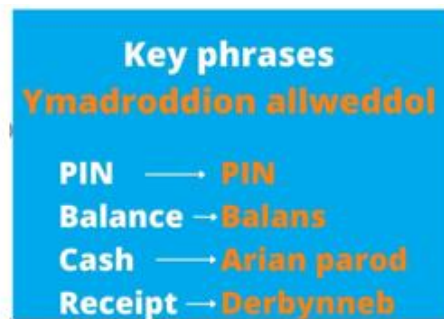 Key phrases
Ymadroddion allweddol
PIN → PIN
Balance → Balans
Cash → Arian parod
Receipt → Derbynneb